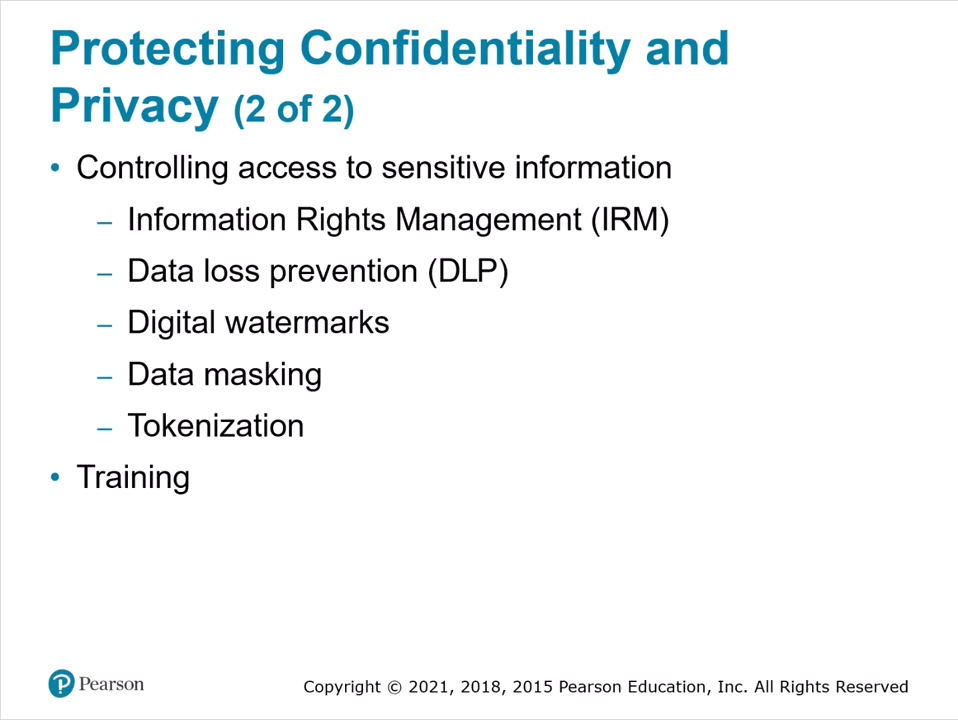 Protecting Confidentiality and
Privacy (2 of 2)
• Controlling access to sensitive information
– Information Rights Management (IRM)
– Data loss prevention (DLP)
– Digital watermarks
– Data masking
– Tokenization
• Training
Pearson
Copyright © 2021, 2018, 2015 Pearson Education, Inc. All Rights Reserved